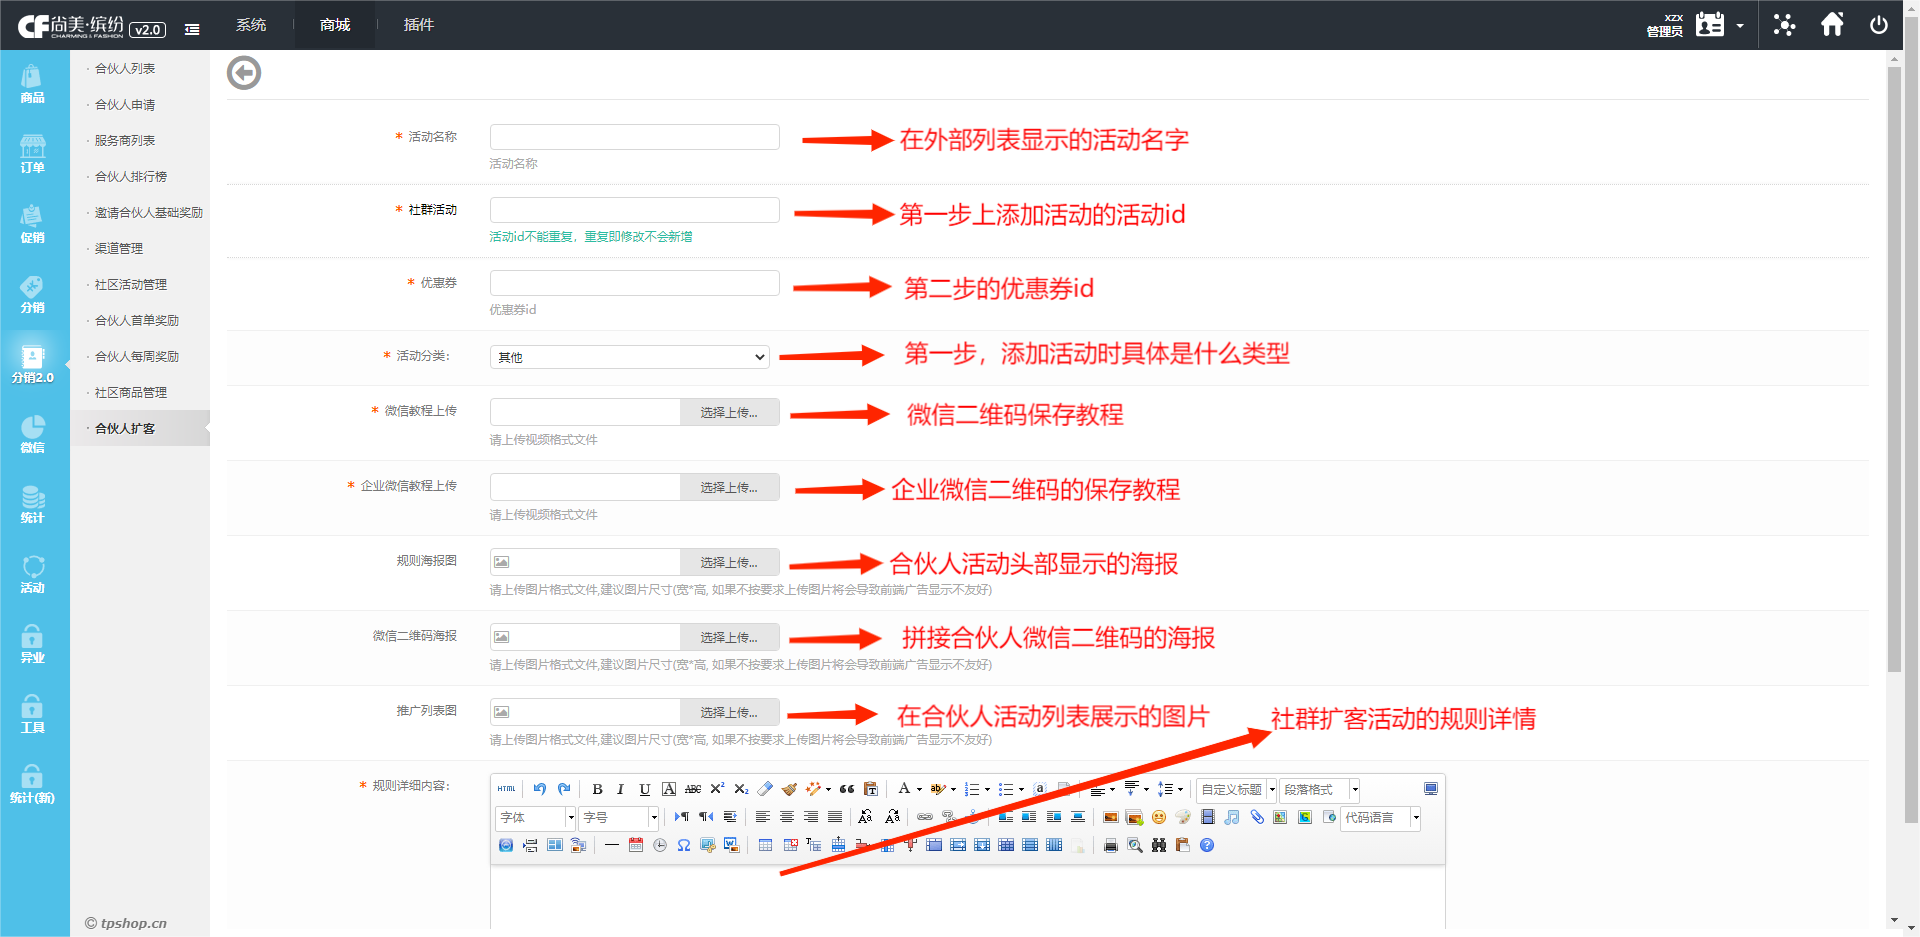 CF 尚美·缤纷 v2.0
CHARMING & FASHION
系统
商城
插件
xzx
管理员
商品
订单
促销
分销
分销2.0
微信
统计
活动
异业
工具
统计(新)
· 合伙人列表
· 合伙人申请
· 服务商列表
· 合伙人排行榜
· 邀请合伙人基础奖励
· 渠道管理
· 社区活动管理
· 合伙人首单奖励
· 合伙人每周奖励
· 社区商品管理
· 合伙人扩客
© tpshop.cn
* 活动名称
在外部列表显示的活动名字
活动名称
* 社群活动
第一步上添加活动的活动id
活动id不能重复，重复即修改不会新增
* 优惠券
第二步的优惠券id
优惠券id
* 活动分类：
其他
第一步，添加活动时具体是什么类型
* 微信教程上传
选择上传...
微信二维码保存教程
请上传视频格式文件
* 企业微信教程上传
选择上传...
企业微信二维码的保存教程
请上传视频格式文件
规则海报图
选择上传...
合伙人活动头部显示的海报
请上传图片格式文件,建议图片尺寸(宽*高, 如果不按要求上传图片将会导致前端广告显示不友好)
微信二维码海报
选择上传...
拼接合伙人微信二维码的海报
请上传图片格式文件,建议图片尺寸(宽*高, 如果不按要求上传图片将会导致前端广告显示不友好)
推广列表图
选择上传...
在合伙人活动列表展示的图片
社群扩客活动的规则详情
请上传图片格式文件,建议图片尺寸(宽*高, 如果不按要求上传图片将会导致前端广告显示不友好)
* 规则详细内容：
HTML
自定义标题
段落格式
字体
字号
代码语言